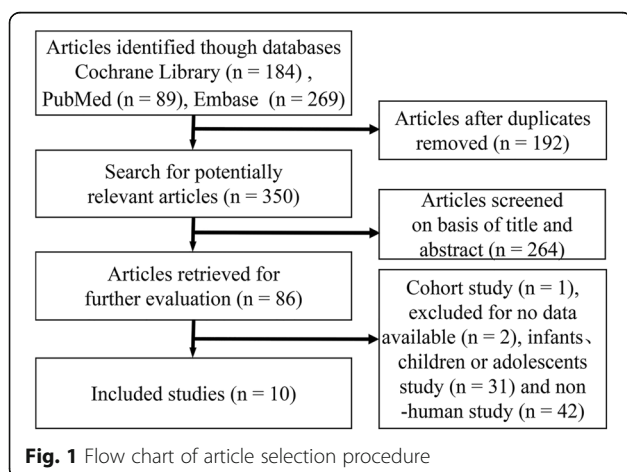 Articles identified though databases
Cochrane Library (n = 184) ,
PubMed (n = 89), Embase (n = 269)
Articles after duplicates
removed (n = 192)
Search for potentially
relevant articles (n = 350)
Articles screened
on basis of title and
abstract (n = 264)
Articles retrieved for
further evaluation (n = 86)
Cohort study (n = 1),
excluded for no data
available (n = 2), infants、
children or adolescents
study (n = 31) and non
-human study (n = 42)
Included studies (n = 10)
Fig. 1 Flow chart of article selection procedure